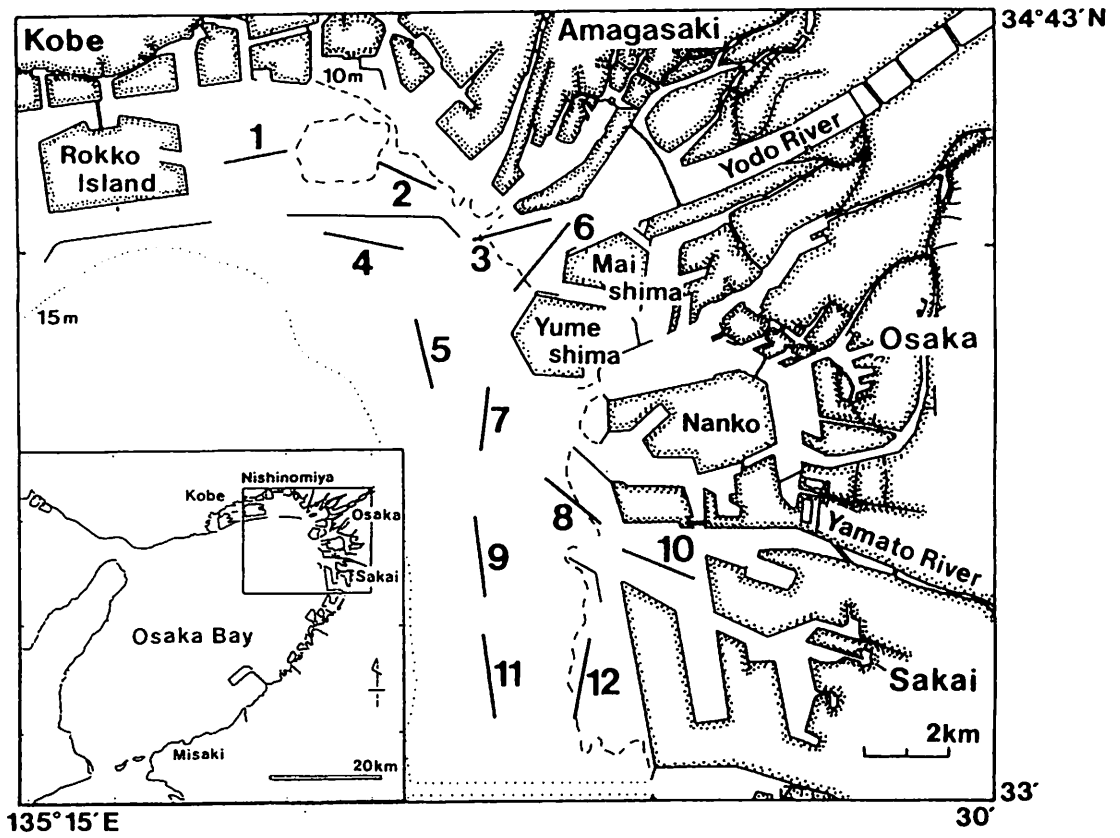 34°43′N
Kobe
Amagasaki
10m
1
Rokko
Island
Yodo River
2
6
3
4
Mai
shima
15m
Yume
shima
5
Osaka
7
Nanko
Nishinomiya
Kobe
Osaka
8
Yamato River
9
10
Sakai
Osaka Bay
11
12
Sakai
2km
Misaki
20km
33′
135°15′E
30′